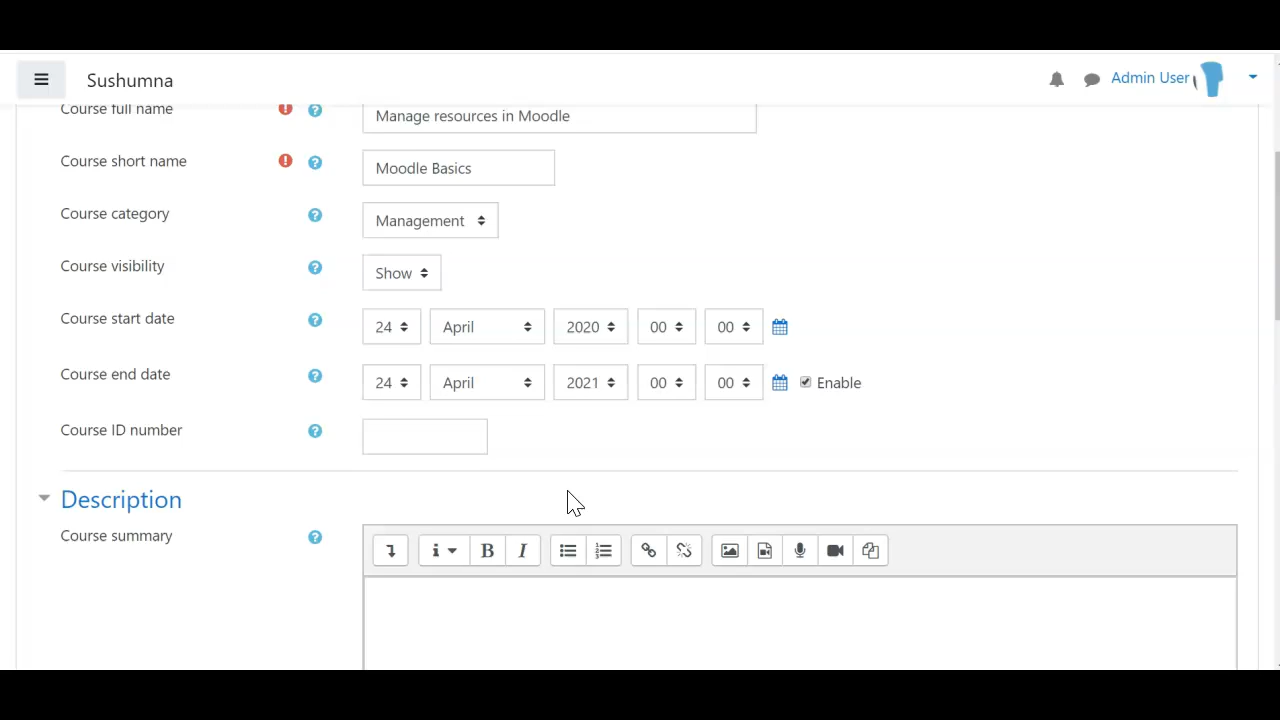 Sushumna
Admin User
Course full name Manage resources in Moodle
Course short name Moodle Basics
Course category Management
Course visibility Show
Course start date 24 April 2020 00 00
Course end date 24 April 2021 00 00 Enable
Course ID number
Description
Course summary